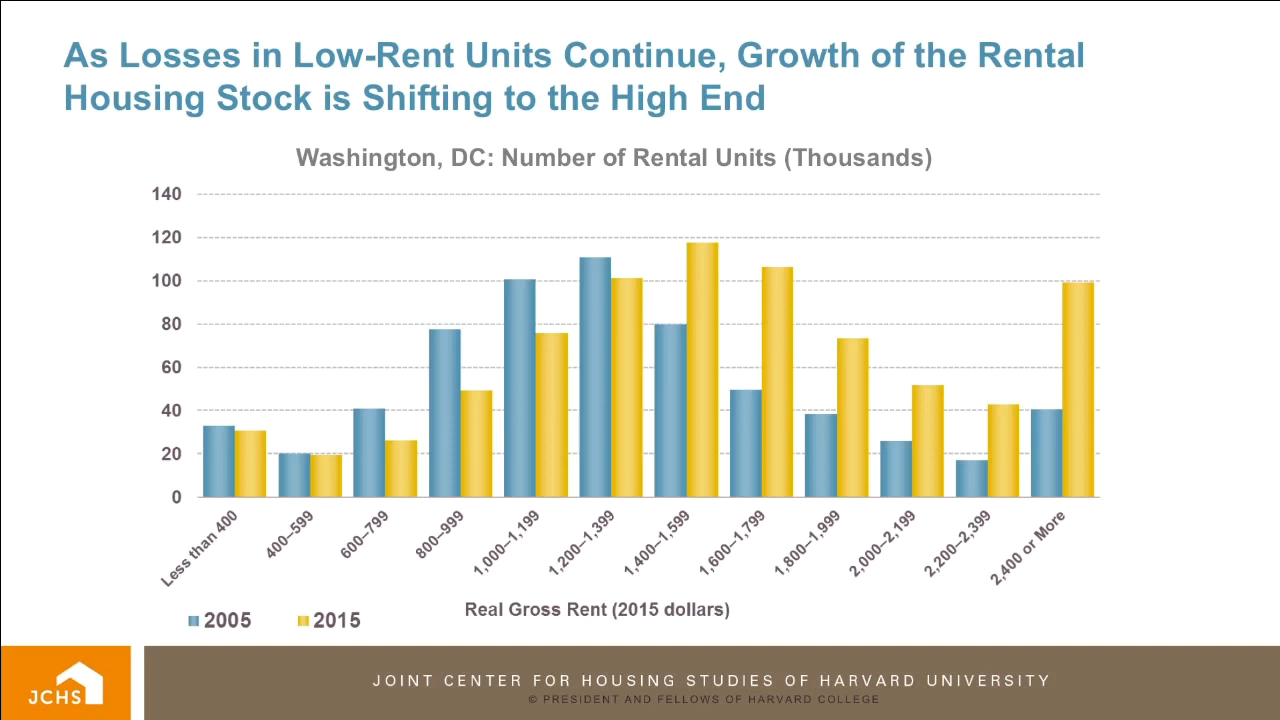 As Losses in Low-Rent Units Continue, Growth of the Rental
Housing Stock is Shifting to the High End
Washington, DC: Number of Rental Units (Thousands)
140
120
100
80
60
40
20
0
Less than 400
400–599
600–799
800–999
1,000–1,199
1,200–1,399
1,400–1,599
1,600–1,799
1,800–1,999
2,000–2,199
2,200–2,399
2,400 or More
Real Gross Rent (2015 dollars)
2005
2015
JCHS
JOINT CENTER FOR HOUSING STUDIES OF HARVARD UNIVERSITY
© PRESIDENT AND FELLOWS OF HARVARD COLLEGE